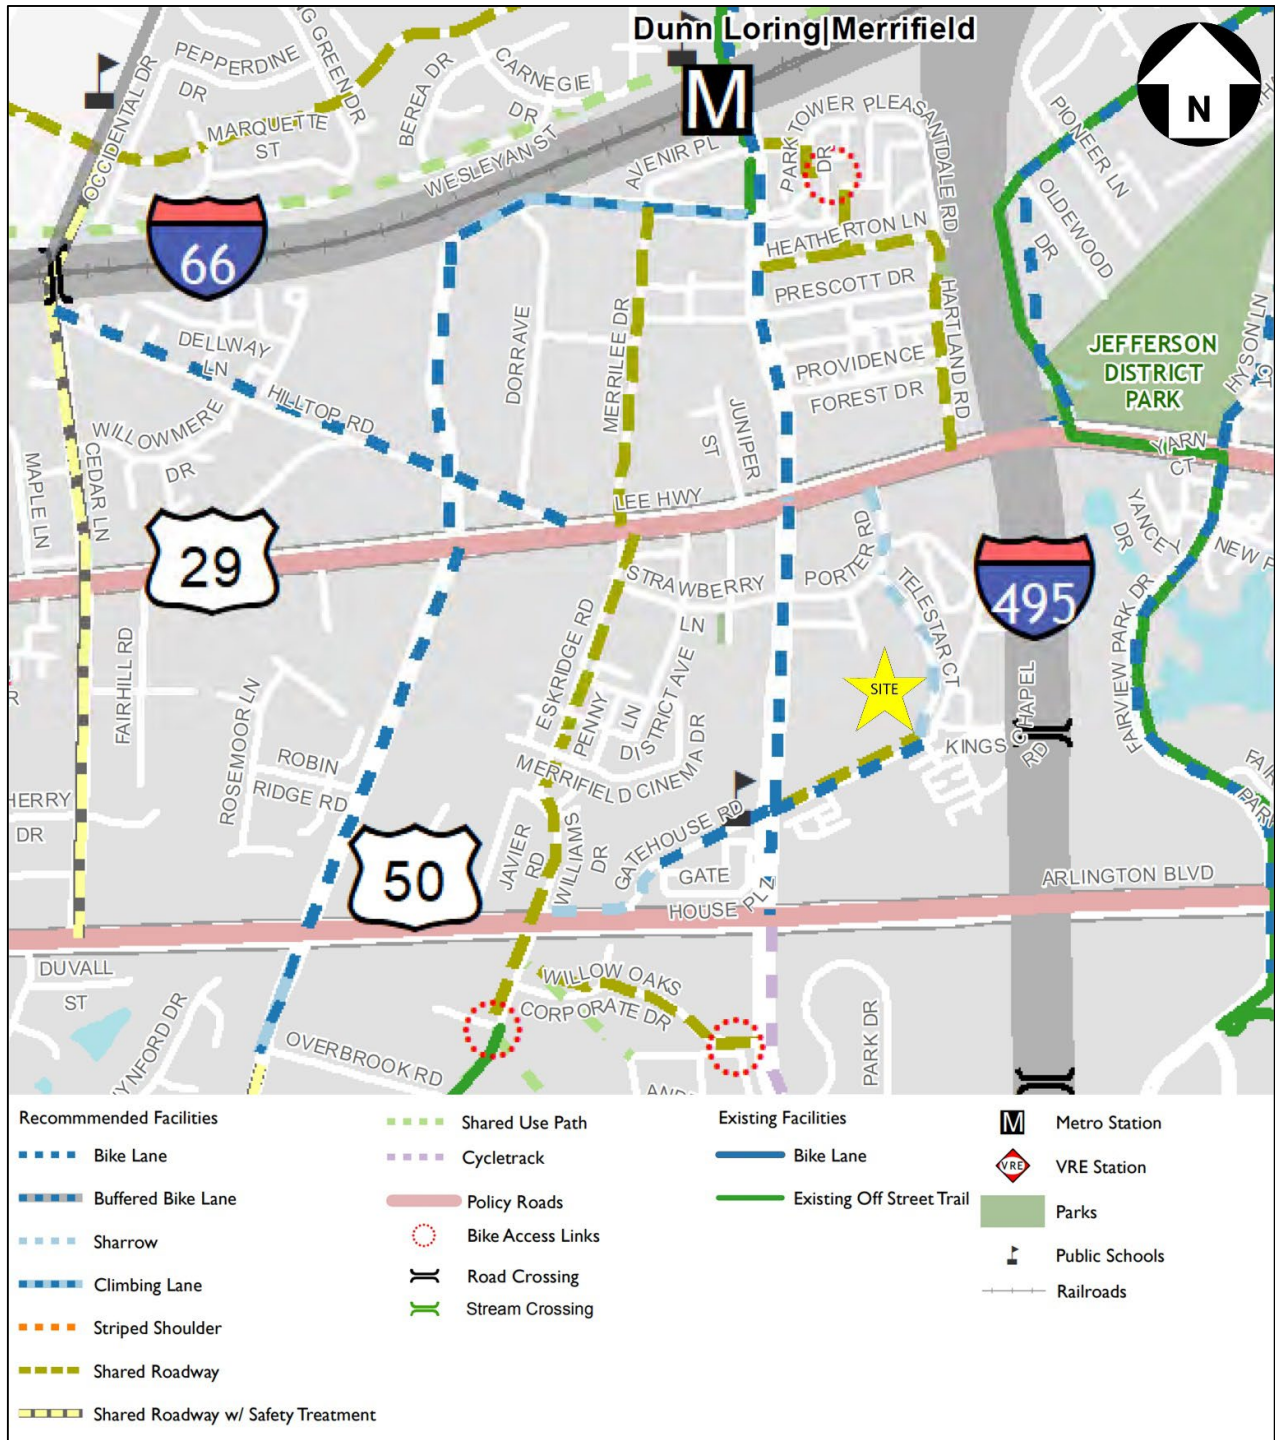 Dunn Loring|Merrifield
M
N
PEPPERDINE
DR
OCCIDENTAL DR
GREEN DR
BEREA DR
CARNEGIE
DR
MARQUETTE
ST
WESLEYAN ST
AVENIR PL
PARK TOWER
DR
PLEASANTDALE RD
PIONEER LN
OLDEWOOD
DR
66
HEATHERTON LN
PRESCOTT DR
HARTLAND RD
JEFFERSON
DISTRICT
PARK
HYSON LN
CT
DELLWAY
LN
HILLTOP RD
DORRAVE
MERRILEE DR
PROVIDENCE
FOREST DR
JUNIPER
ST
WILLOWMERE
DR
MAPLE LN
CEDAR LN
LEE HWY
YARN
CT
YANCEY
DR
29
STRAWBERRY
LN
PORTER RD
TELESTAR CT
495
FAIRVIEW PARK DR
FAIRHILL RD
ROSEMOOR LN
ESKRIDGE RD
PENNY
LN
DISTRICT AVE
SITE
KINGS CHAPEL
RD
ROBIN
RIDGE RD
MERRIFIELD CINEMA DR
HERRY
DR
GATEHOUSE RD
JAVIER
RD
WILLIAMS
DR
GATE
HOUSE PLZ
50
ARLINGTON BLVD
DUVALL
ST
WILLOW OAKS
CORPORATE DR
OVERBROOK RD
PARK DR
Recommmended Facilities
Bike Lane
Buffered Bike Lane
Sharrow
Climbing Lane
Striped Shoulder
Shared Roadway
Shared Roadway w/ Safety Treatment
Shared Use Path
Cycletrack
Policy Roads
Bike Access Links
Road Crossing
Stream Crossing
Existing Facilities
Bike Lane
Existing Off Street Trail
M Metro Station
VRE VRE Station
Parks
Public Schools
Railroads